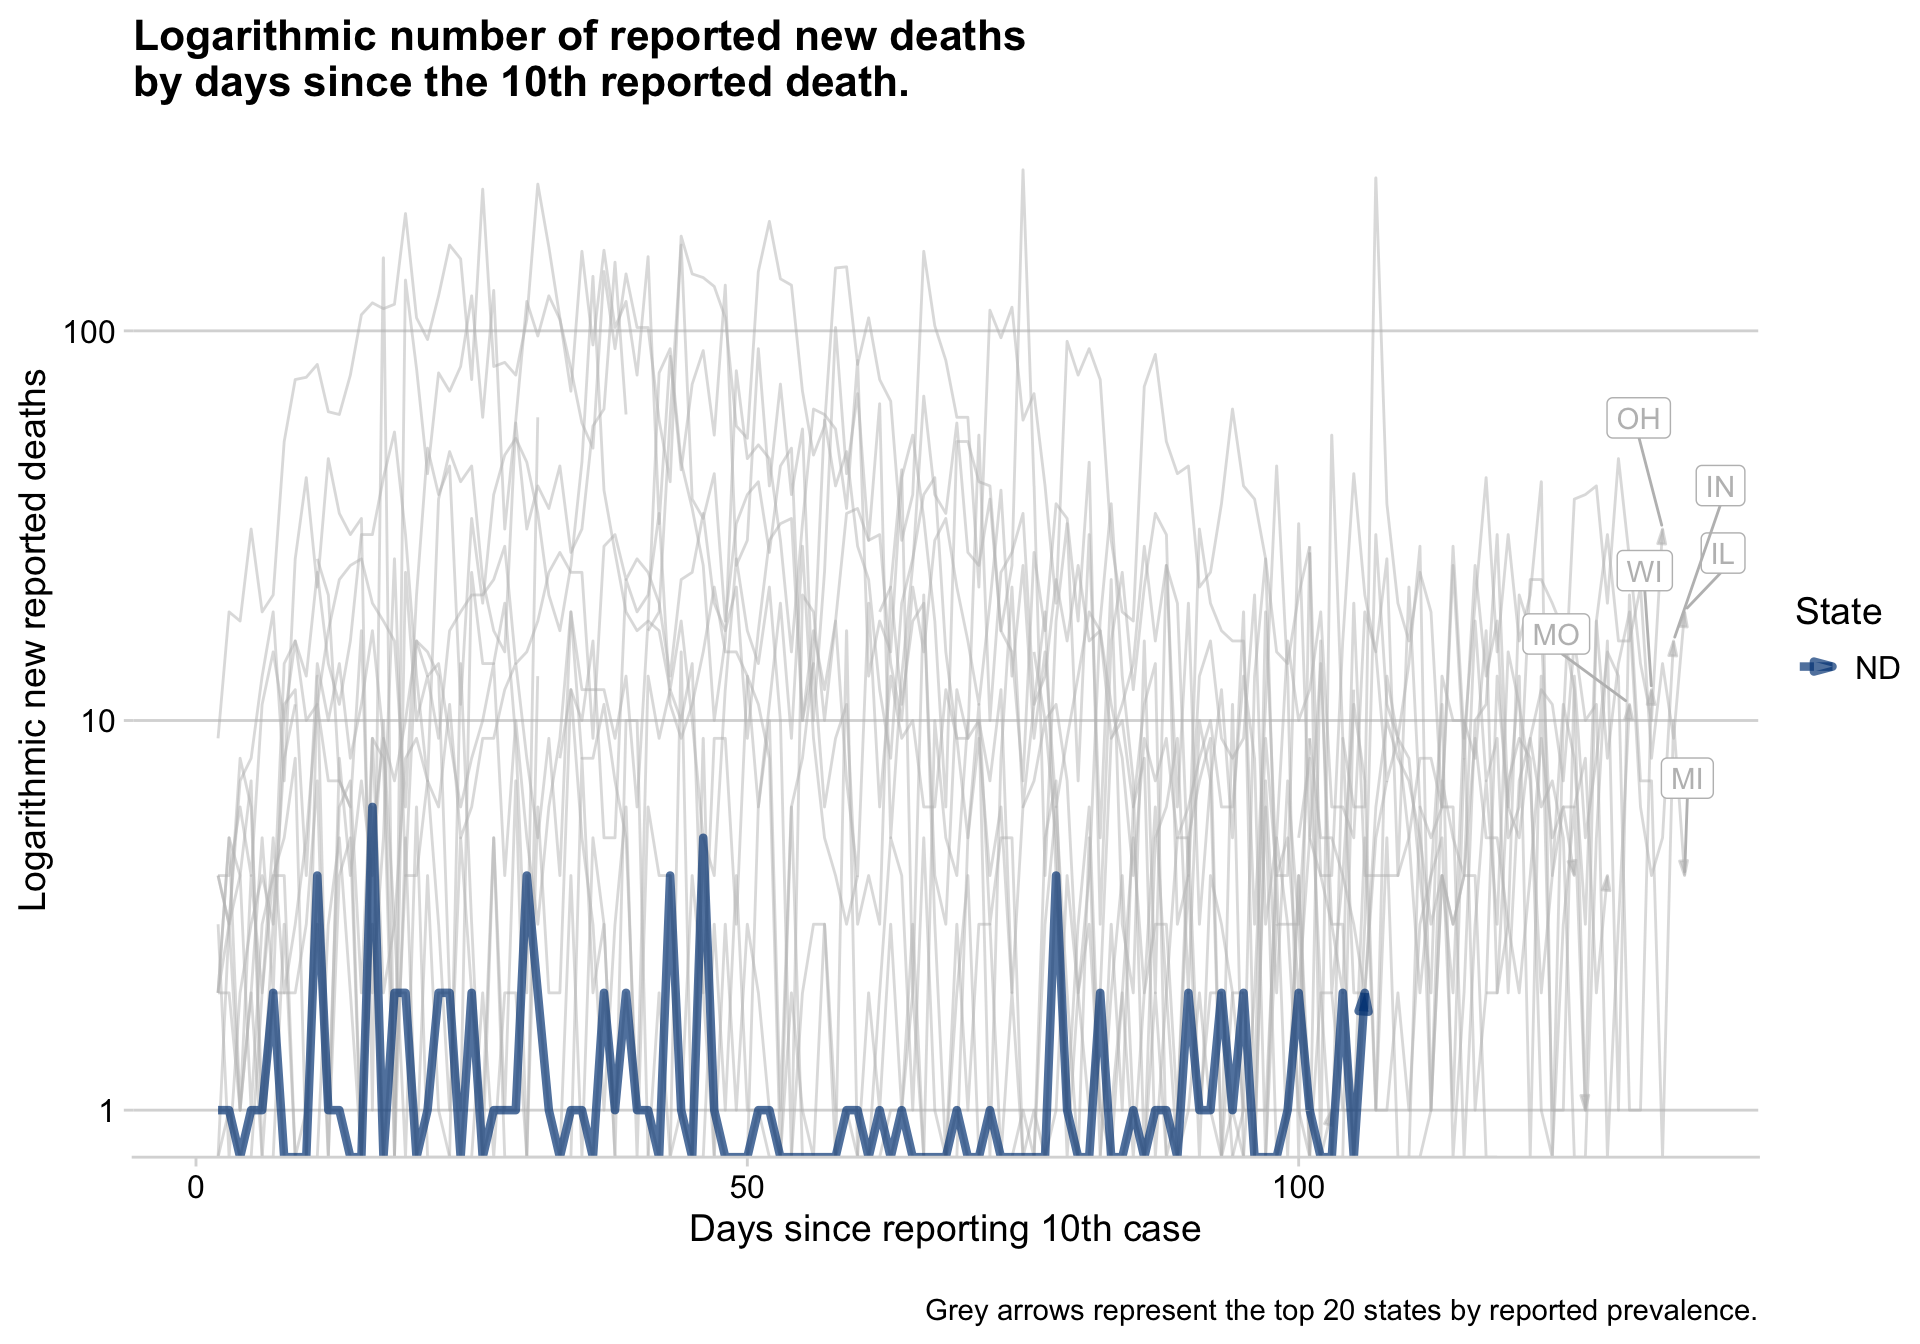 Logarithmic number of reported new deaths
by days since the 10th reported death.
Logarithmic new reported deaths
100
10
1
OH
IN
IL
WI
MO
MI
State
ND
0
50
100
Days since reporting 10th case
Grey arrows represent the top 20 states by reported prevalence.